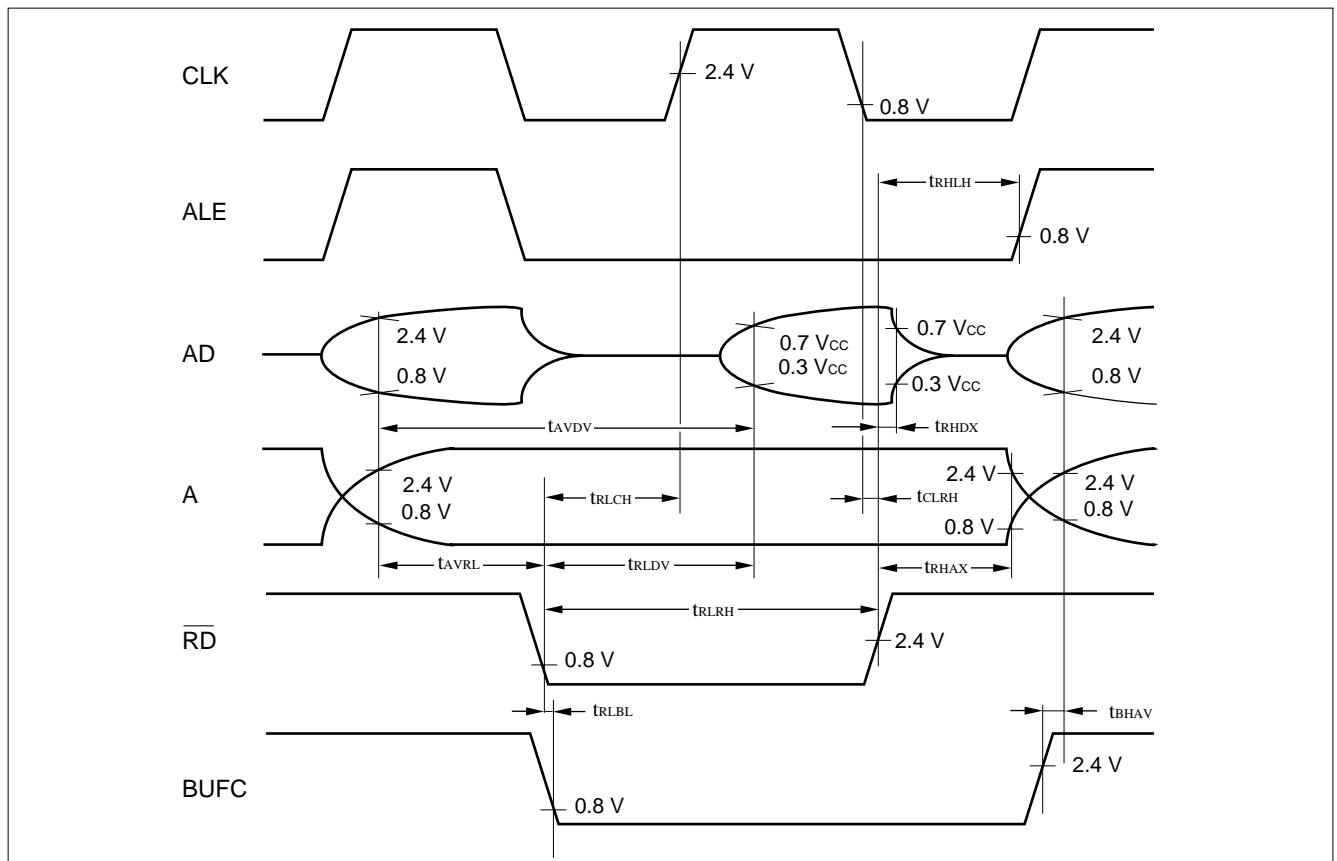 CLK
2.4 V
0.8 V
tRHLH
ALE
0.8 V
AD
2.4 V
0.8 V
0.7 VCC
0.3 VCC
0.7 VCC
0.3 VCC
2.4 V
0.8 V
tAVDV
tRHDX
A
2.4 V
0.8 V
tRLCH
2.4 V
0.8 V
tCLRH
2.4 V
0.8 V
tAVRL
tRLDV
tRHAX
tRLRH
RD
0.8 V
2.4 V
tRLBL
tBHAV
BUFC
0.8 V
2.4 V